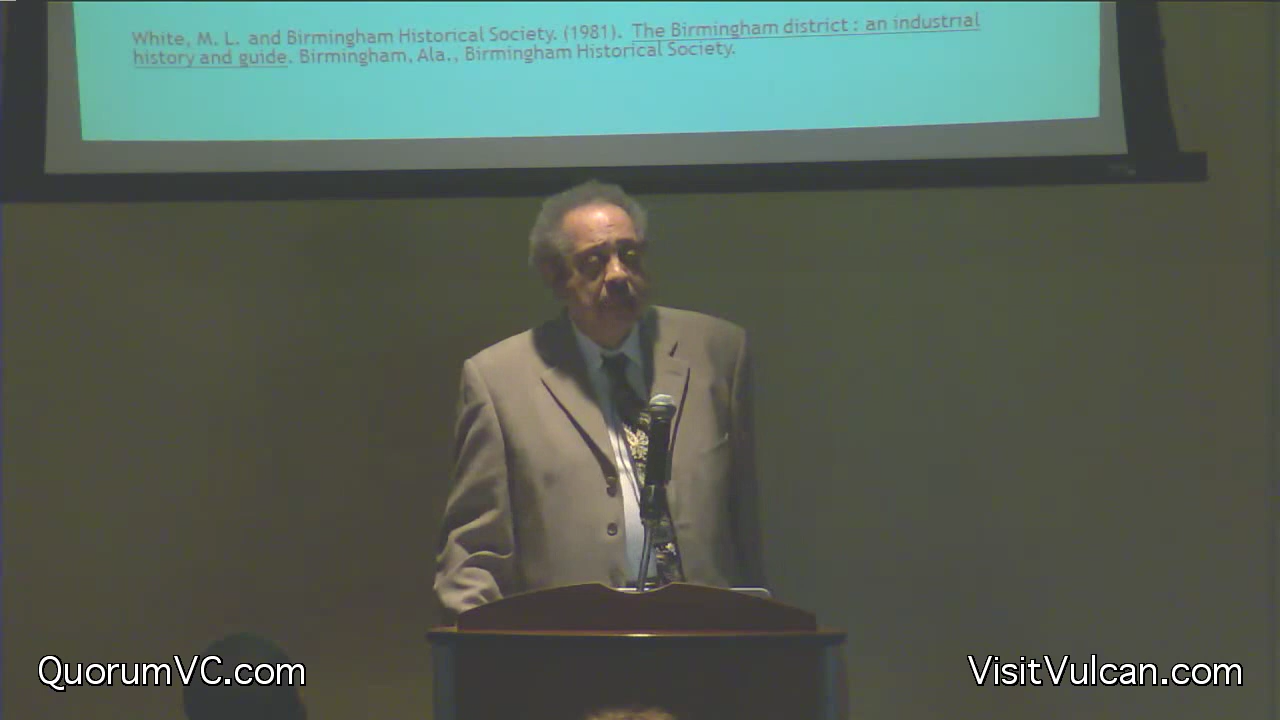 White, M. L. and Birmingham Historical Society. (1981). The Birmingham district : an industrial
history and guide. Birmingham, Ala., Birmingham Historical Society.
QuorumVC.com
VisitVulcan.com